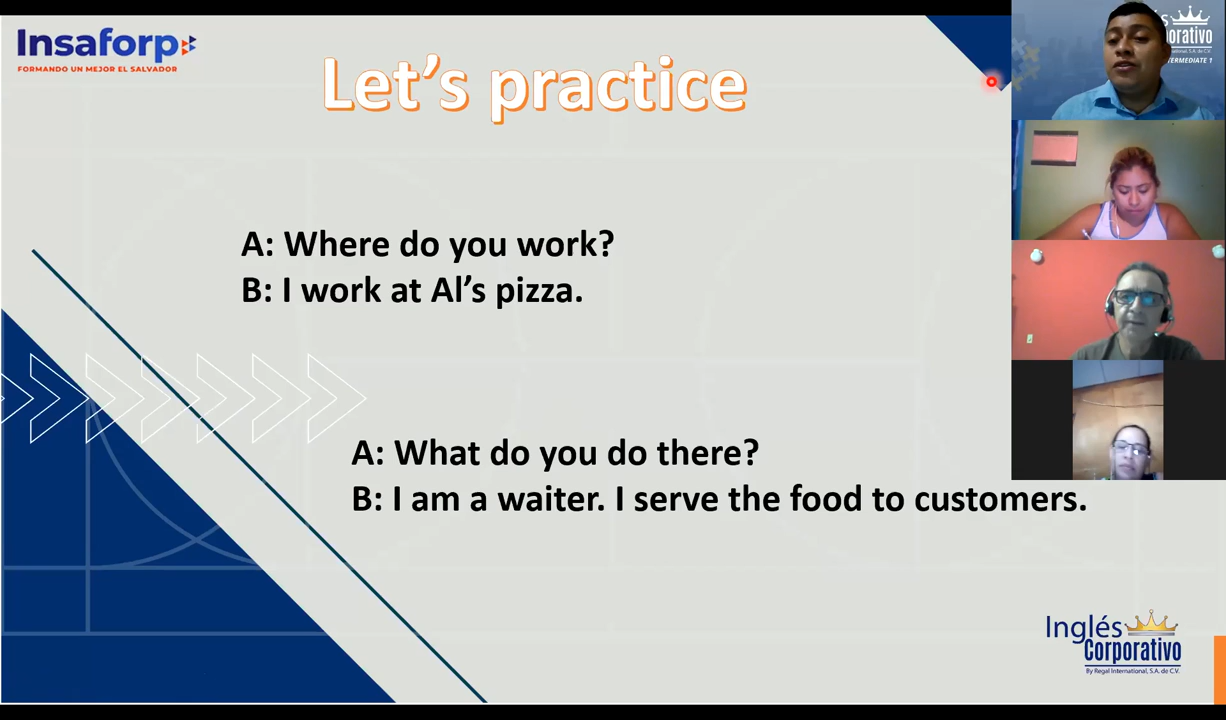 Insaforp
FORMANDO UN MEJOR EL SALVADOR
Let's practice
A: Where do you work?
B: I work at Al's pizza.
A: What do you do there?
B: I am a waiter. I serve the food to customers.
Inglés
Corporativo
By Regal International, S.A. de C.V.